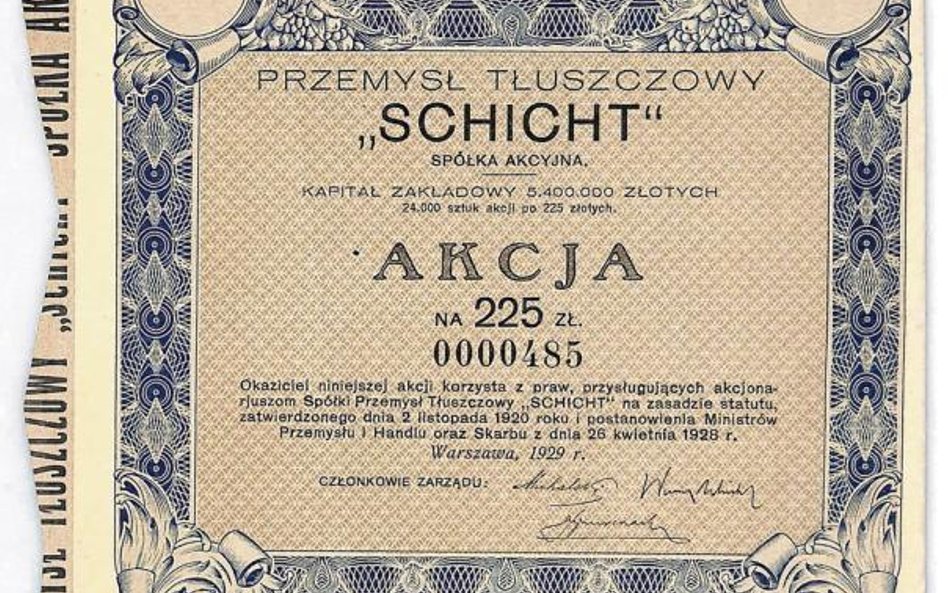 PRZEMYSŁ TŁUSZCZOWY
„SCHICHT“
SPÓŁKA AKCYJNA.
KAPITAŁ ZAKŁADOWY 5.400.000 ZŁOTYCH
24.000 sztuk akcji po 225 złotych.
AKCJA
NA 225 ZŁ.
0000485
Okaziciel niniejszej akcji korzysta z praw, przysługujących akcjona-
rjuszom Spółki Przemysł Tłuszczowy „SCHICHT“ na zasadzie statutu,
zatwierdzonego dnia 2 listopada 1920 roku i postanowienia Ministrów
Przemysłu i Handlu oraz Skarbu z dnia 26 kwietnia 1928 r.
Warszawa, 1929 r.
CZŁONKOWIE ZARZĄDU:
TŁUSZCZOWY „SCHICHT“ SPÓŁKA